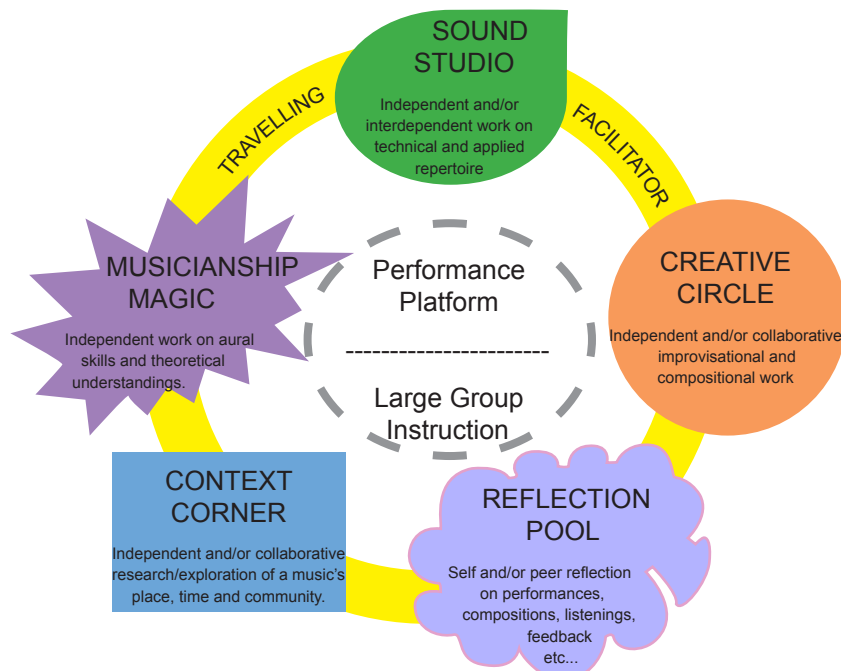 SOUND
STUDIO
Independent and/or
interdependent work on
technical and applied
repertoire
TRAVELLING
FACILITATOR
MUSICIANSHIP
MAGIC
Independent work on aural
skills and theoretical
understandings.
Performance
Platform
-----------------------
Large Group
Instruction
CREATIVE
CIRCLE
Independent and/or collaborative
improvisational and
compositional work
CONTEXT
CORNER
Independent and/or collaborative
research/exploration of a music's
place, time and community.
REFLECTION
POOL
Self and/or peer reflection
on performances,
compositions, listenings,
feedback
etc...